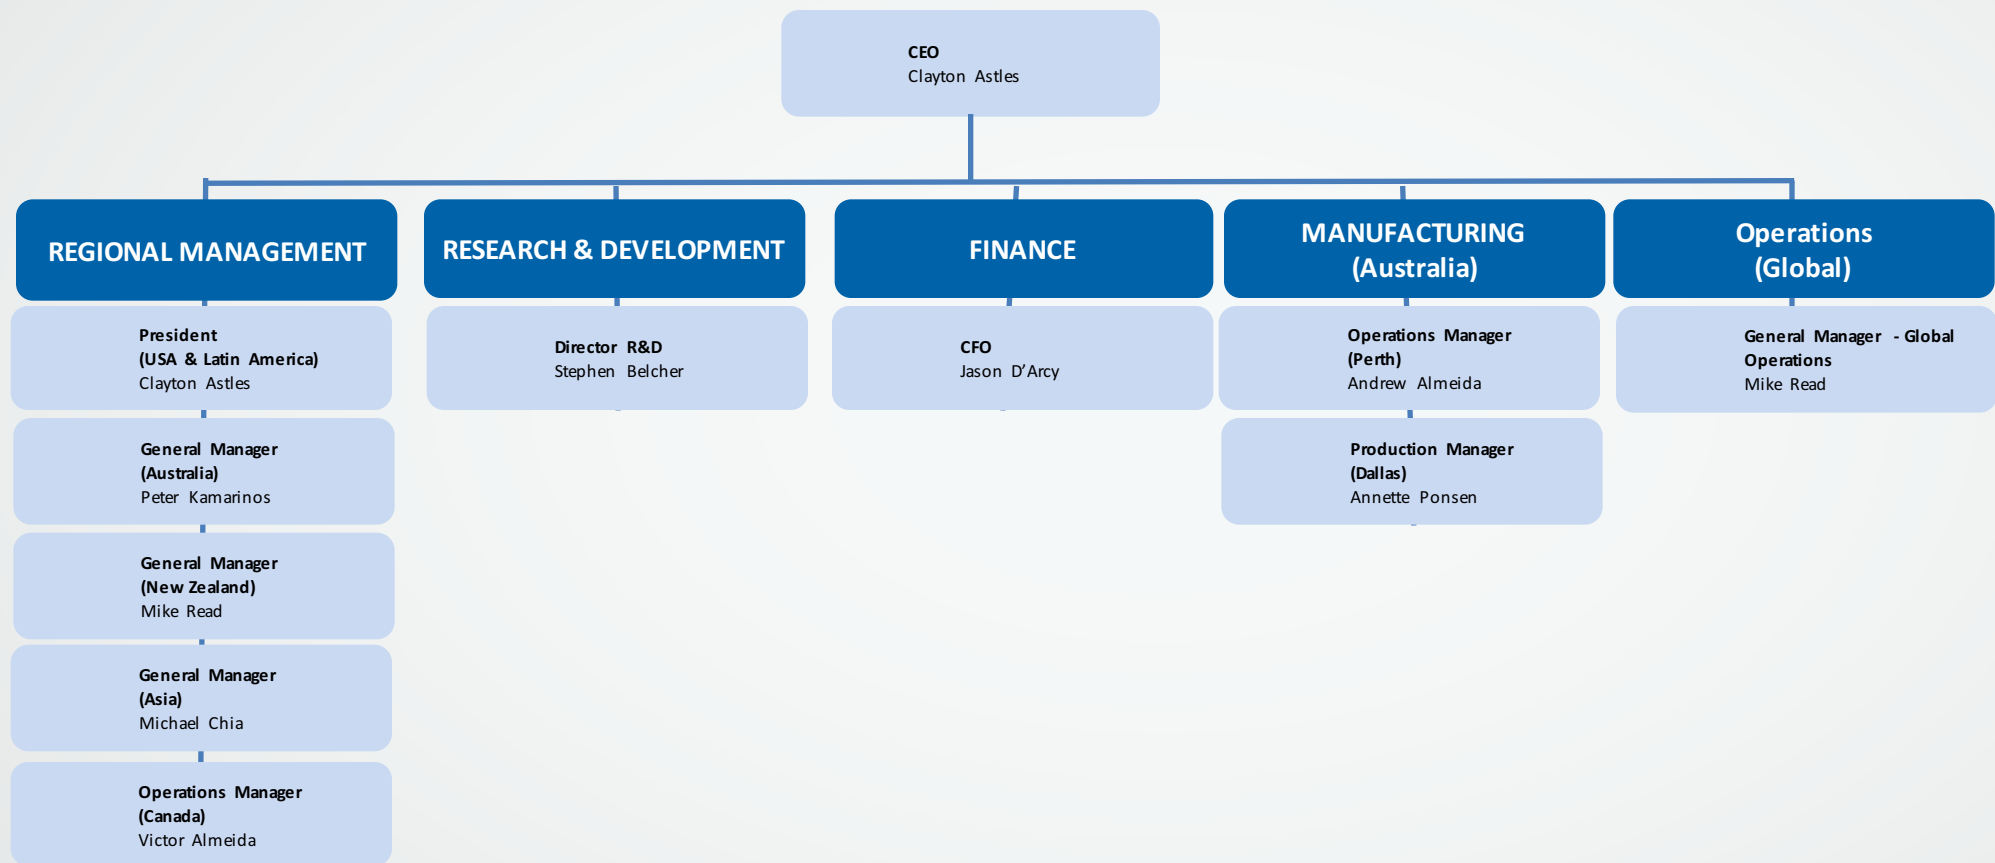 CEO
Clayton Astles
REGIONAL MANAGEMENT
President
(USA & Latin America)
Clayton Astles
General Manager
(Australia)
Peter Kamarinos
General Manager
(New Zealand)
Mike Read
General Manager
(Asia)
Michael Chia
Operations Manager
(Canada)
Victor Almeida
RESEARCH & DEVELOPMENT
Director R&D
Stephen Belcher
FINANCE
CFO
Jason D’Arcy
MANUFACTURING
(Australia)
Operations Manager
(Perth)
Andrew Almeida
Production Manager
(Dallas)
Annette Ponsen
Operations
(Global)
General Manager - Global
Operations
Mike Read